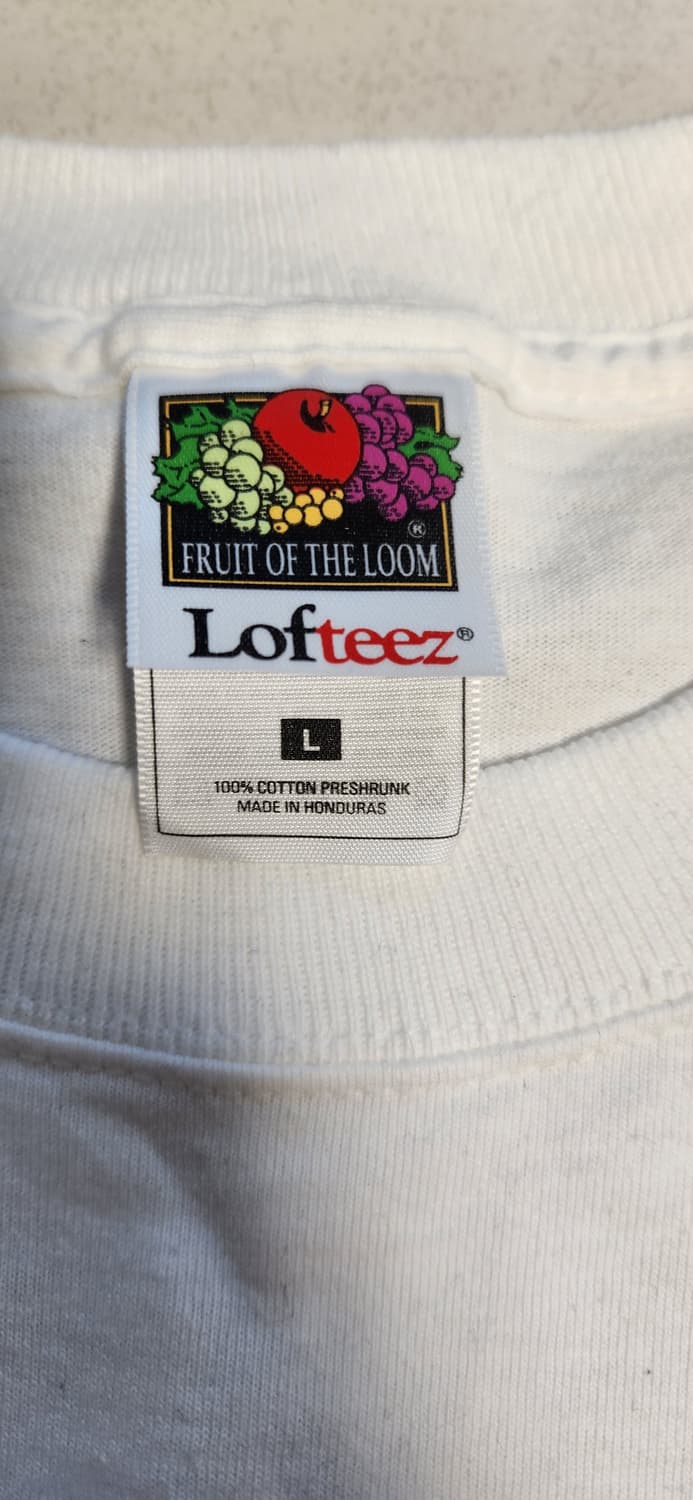 ®
FRUIT OF THE LOOM
Lofteez®
L
100% COTTON PRESHRUNK
MADE IN HONDURAS